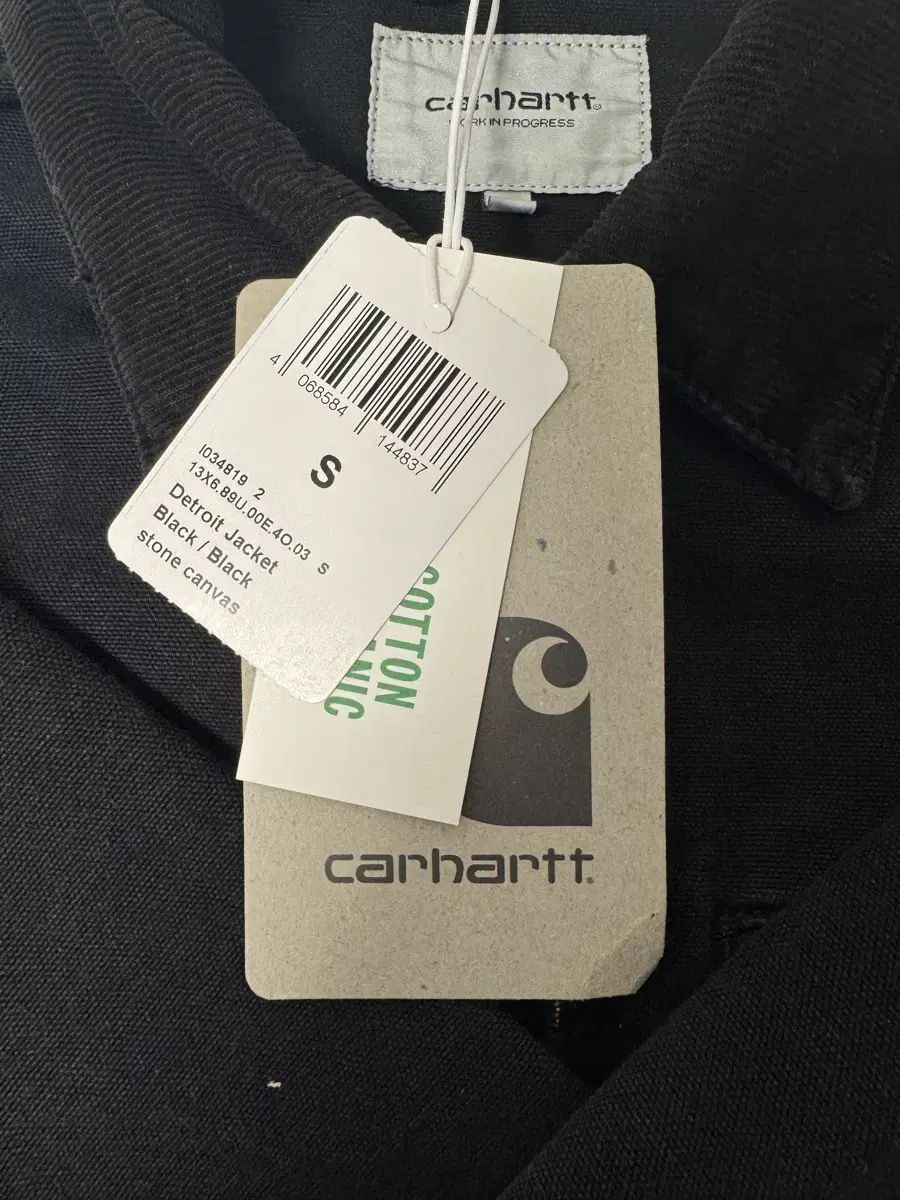 carhartt
WORK IN PROGRESS
4 068584 144837
S
I034819 2
13X6.89U.00E.4O.03 S
Detroit Jacket
Black / Black
stone canvas
COTTON
carhartt.